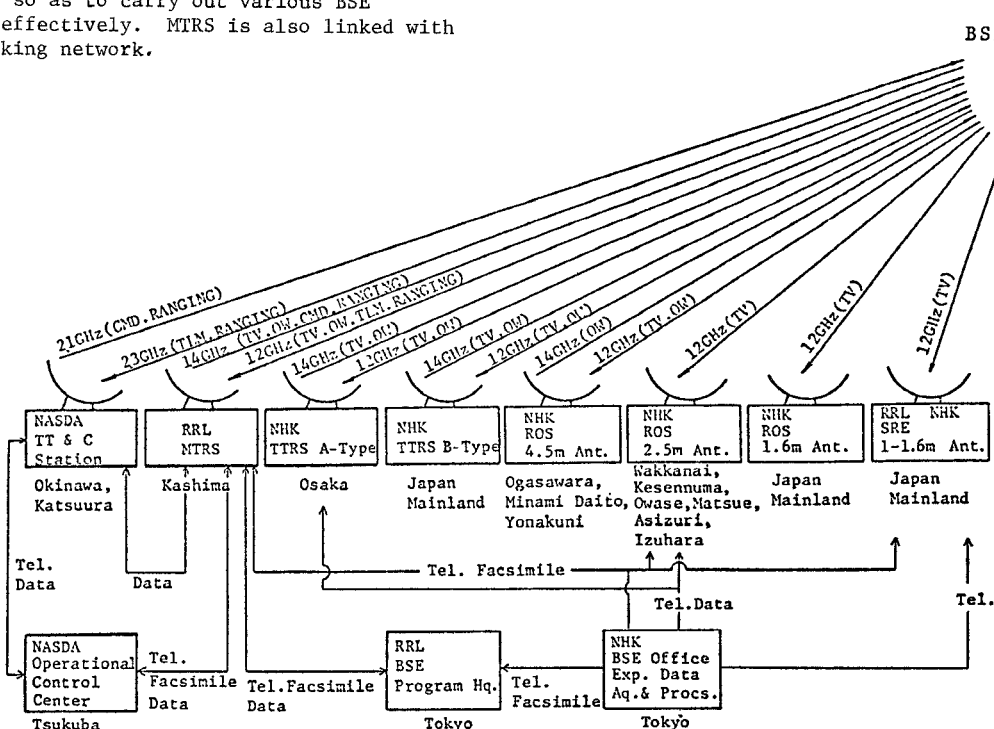 so as to carry out various BSE
effectively. MTRS is also linked with
king network.
BS
21GHz(CMD.RANGING)
23GHz(TLM.RANGING)
14GHz (TV.OW.CMD.RANGING)
12GHz(TV.OW.TLM.RANGING)
14GHz(TV.OW)
12GHz(TV.OW)
14GHz(TV.OW)
12GHz(TV.OW)
14GHz(OW)
12GHz(TV.OW)
12GHz(TV)
12GHz(TV)
12GHz(TV)
NASDA
TT & C
Station
Okinawa,
Katsuura
RRL
MTRS
Kashima
NHK
TTRS A-Type
Osaka
NHK
TTRS B-Type
Japan
Mainland
NHK
ROS
4.5m Ant.
Ogasawara,
Minami Daito,
Yonakuni
NHK
ROS
2.5m Ant.
Wakkanai,
Kesennuma,
Owase,Matsue,
Asizuri,
Izuhara
NHK
ROS
1.6m Ant.
Japan
Mainland
RRL NHK
SRE
1-1.6m Ant.
Japan
Mainland
Tel.
Data
Data
Tel. Facsimile
Tel.Data
Tel.
NASDA
Operational
Control
Center
Tsukuba
Tel.
Facsimile
Data
Tel.Facsimile
Data
RRL
BSE
Program Hq.
Tokyo
Tel.
Facsimile
NHK
BSE Office
Exp. Data
Aq.& Procs.
Tokyo